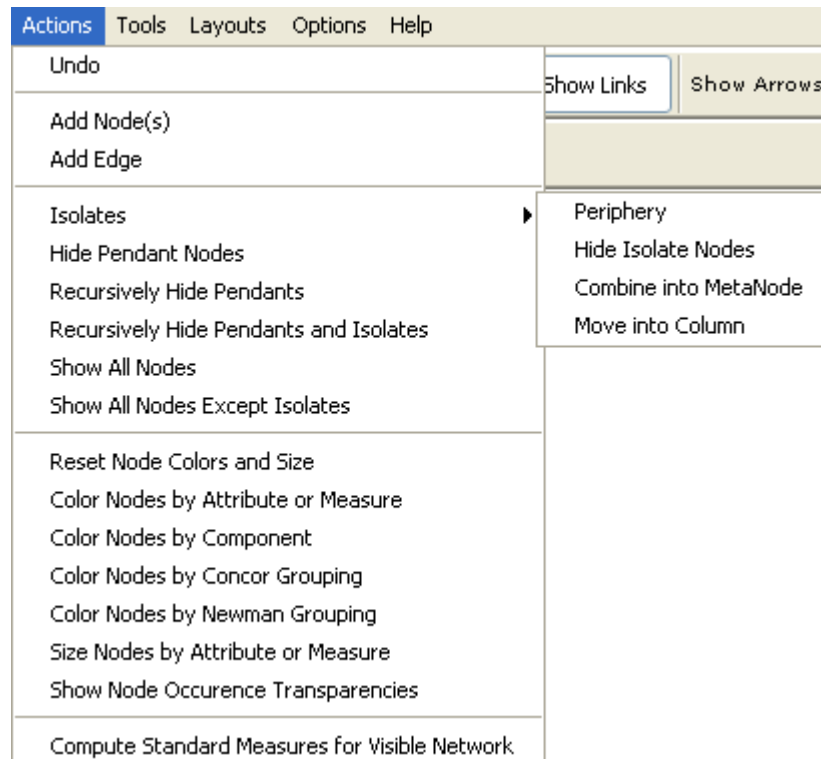 Actions Tools Layouts Options Help
Undo
Show Links Show Arrows
Add Node(s)
Add Edge
Isolates
Periphery
Hide Isolate Nodes
Combine into MetaNode
Move into Column
Hide Pendant Nodes
Recursively Hide Pendants
Recursively Hide Pendants and Isolates
Show All Nodes
Show All Nodes Except Isolates
Reset Node Colors and Size
Color Nodes by Attribute or Measure
Color Nodes by Component
Color Nodes by Concor Grouping
Color Nodes by Newman Grouping
Size Nodes by Attribute or Measure
Show Node Occurence Transparencies
Compute Standard Measures for Visible Network